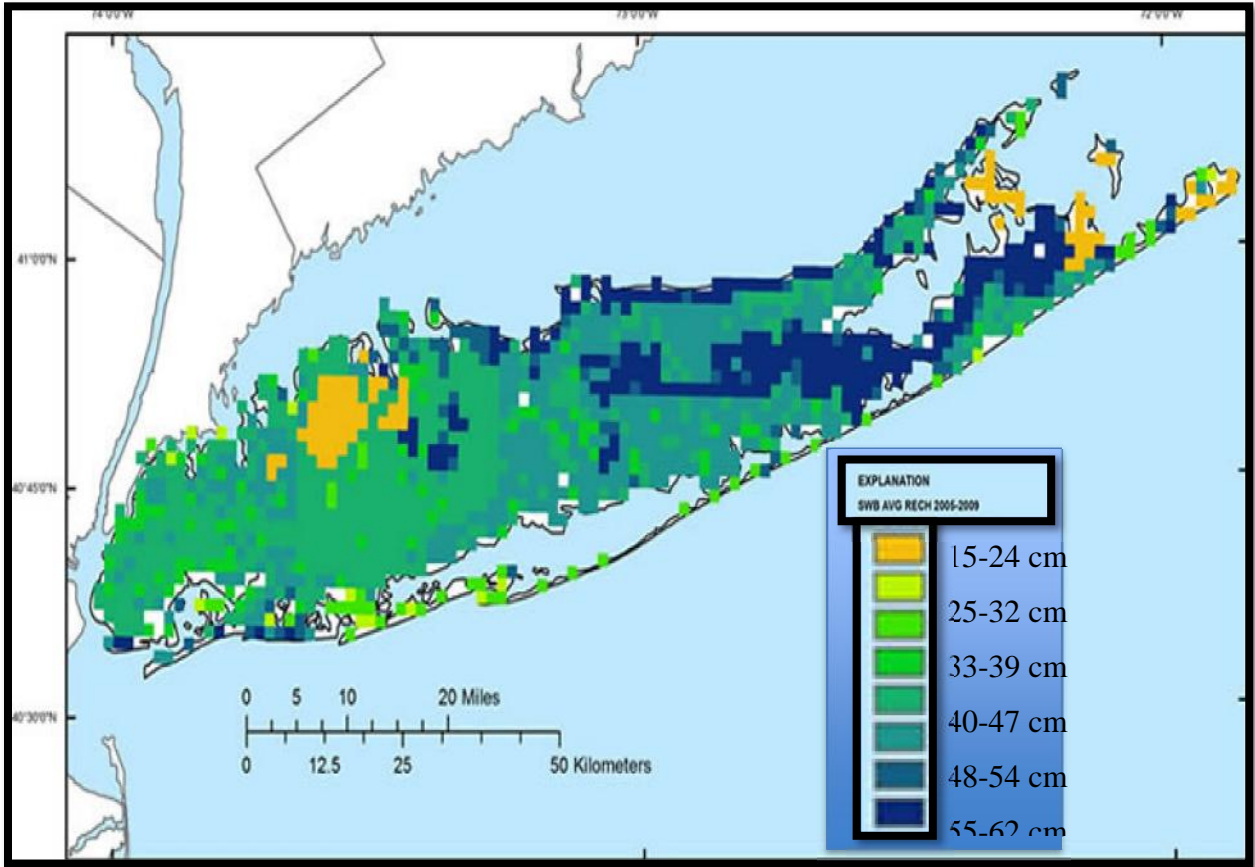 74°0'0"W 73°0'0"W 72°0'0"W
41°0'0"N
40°45'0"N
40°30'0"N
0 5 10 20 Miles
0 12.5 25 50 Kilometers
EXPLANATION
SWB AVG RECH 2005-2009
15-24 cm
25-32 cm
33-39 cm
40-47 cm
48-54 cm
55-62 cm